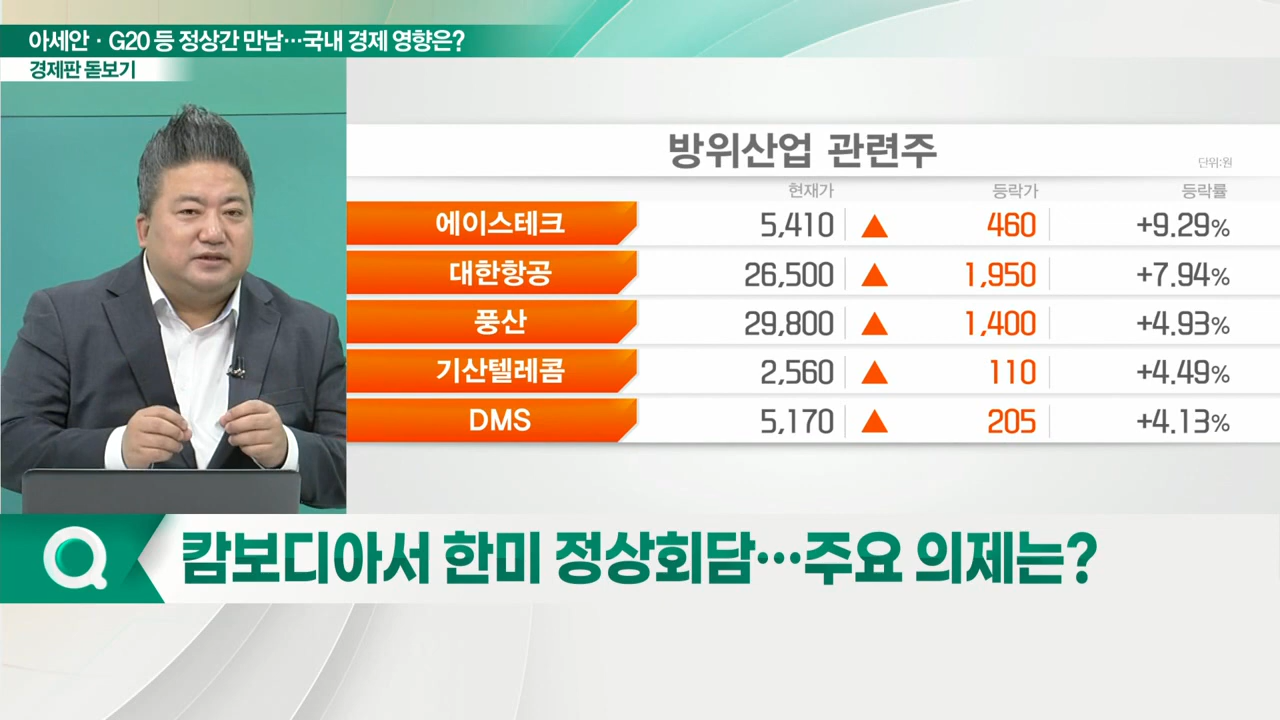 아세안·G20 등 정상간 만남…국내 경제 영향은?
경제판 돋보기
방위산업 관련주
단위:원
현재가 등락가 등락률
에이스테크 5,410 ▲ 460 +9.29%
대한항공 26,500 ▲ 1,950 +7.94%
풍산 29,800 ▲ 1,400 +4.93%
기산텔레콤 2,560 ▲ 110 +4.49%
DMS 5,170 ▲ 205 +4.13%
Q 캄보디아서 한미 정상회담…주요 의제는?